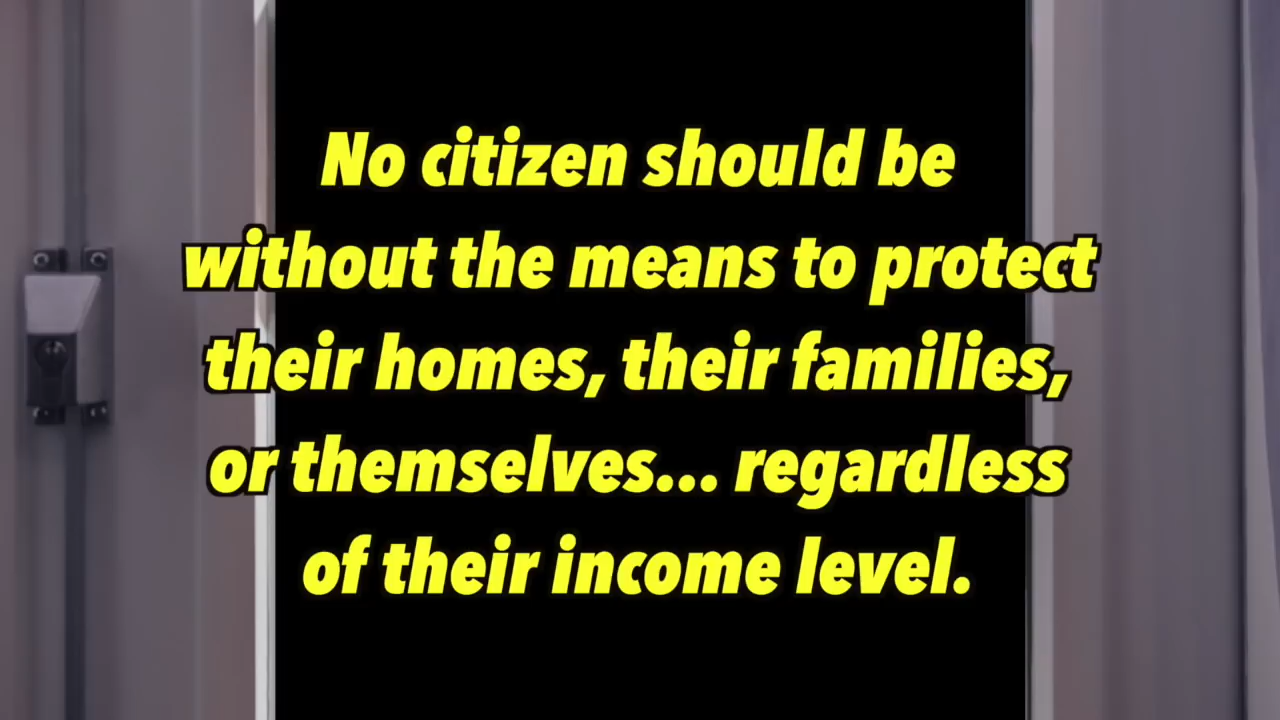 No citizen should be
without the means to protect
their homes, their families,
or themselves... regardless
of their income level.